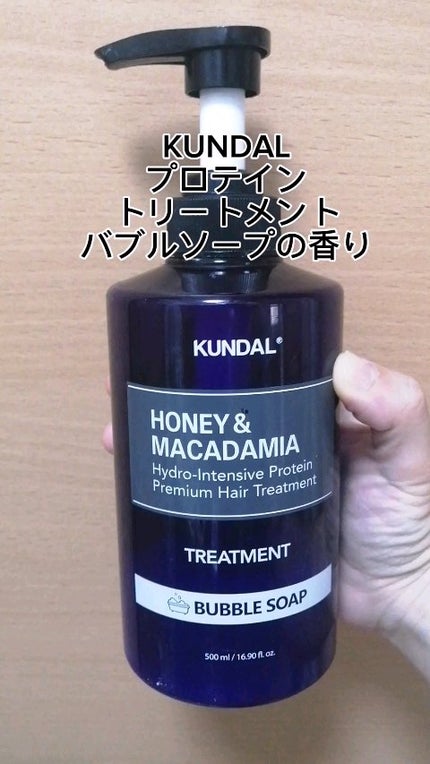 KUNDAL
プロテイン
トリートメント
バブルソープの香り
KUNDAL®
HONEY &
MACADAMIA
Hydro-Intensive Protein
Premium Hair Treatment
TREATMENT
BUBBLE SOAP
500 ml / 16.90 fl. oz.